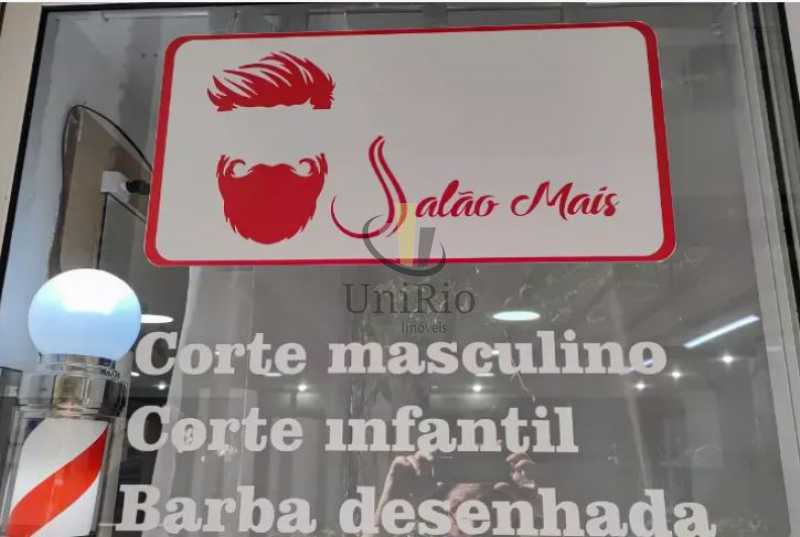 Salão Mais
UniRio
Imóveis
Corte masculino
Corte infantil
Barba desenhada